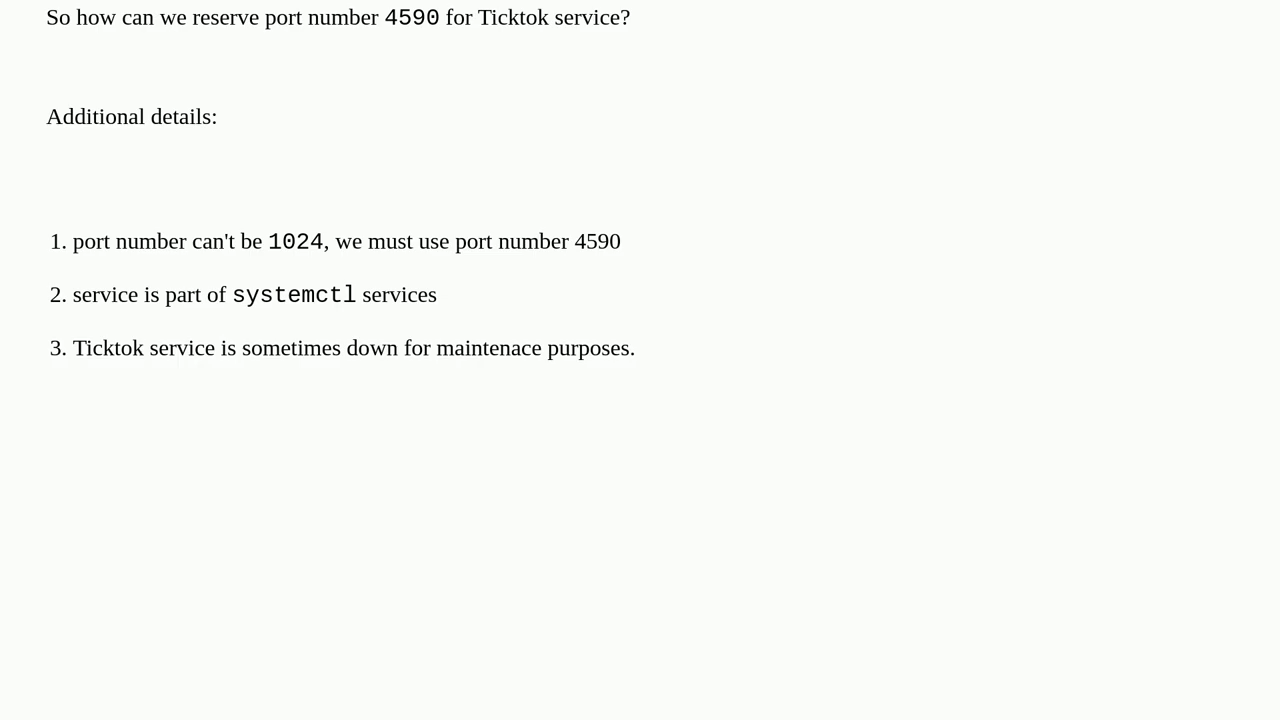 So how can we reserve port number 4590 for Ticktok service?
Additional details:
1. port number can't be 1024, we must use port number 4590
2. service is part of systemctl services
3. Ticktok service is sometimes down for maintenace purposes.